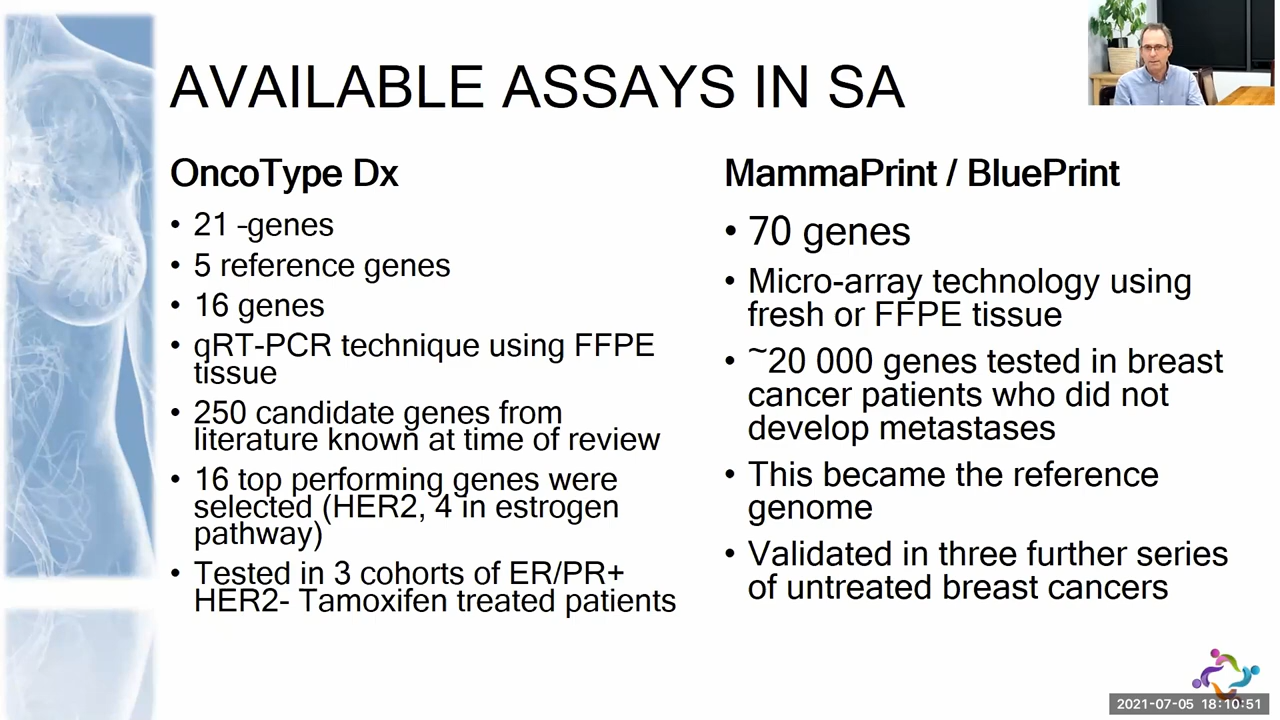 AVAILABLE ASSAYS IN SA
OncoType Dx
• 21 -genes
• 5 reference genes
• 16 genes
• qRT-PCR technique using FFPE
tissue
• 250 candidate genes from
literature known at time of review
• 16 top performing genes were
selected (HER2, 4 in estrogen
pathway)
• Tested in 3 cohorts of ER/PR+
HER2- Tamoxifen treated patients
MammaPrint / BluePrint
• 70 genes
• Micro-array technology using
fresh or FFPE tissue
• ~20 000 genes tested in breast
cancer patients who did not
develop metastases
• This became the reference
genome
• Validated in three further series
of untreated breast cancers
2021-07-05 18:10:51